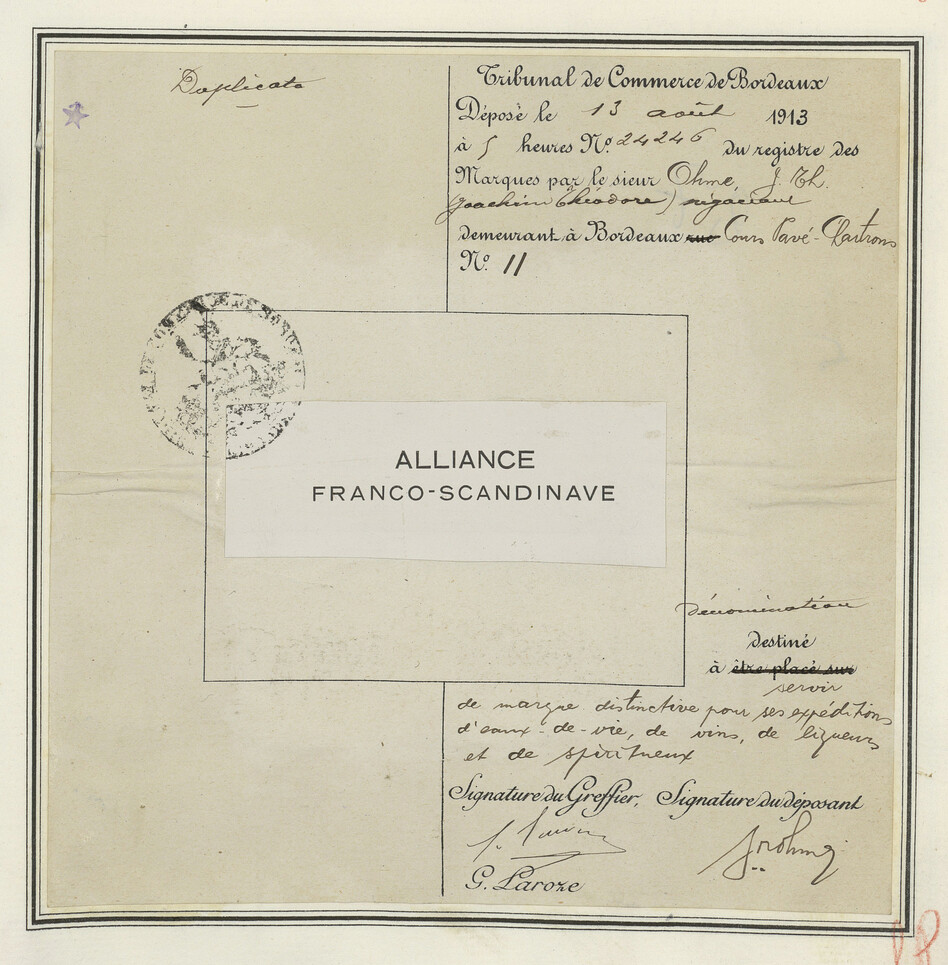 Duplicata
Tribunal de Commerce de Bordeaux
Déposé le 13 août 1913
à 5 heures No. 24246 du registre des
Marques par le sieur Ohme, J. Th.
(Joachim Théodore) négociant
demeurant à Bordeaux rue Cours Pavé-Chartrons
No. 11
ALLIANCE
FRANCO-SCANDINAVE
Dénomination
destiné
à être placé sur
servir
de marque distinctive pour ses expéditions
d'eaux-de-vie, de vins, de liqueurs
et de spiritueux
Signature du Greffier, Signature du déposant
G. Laroze